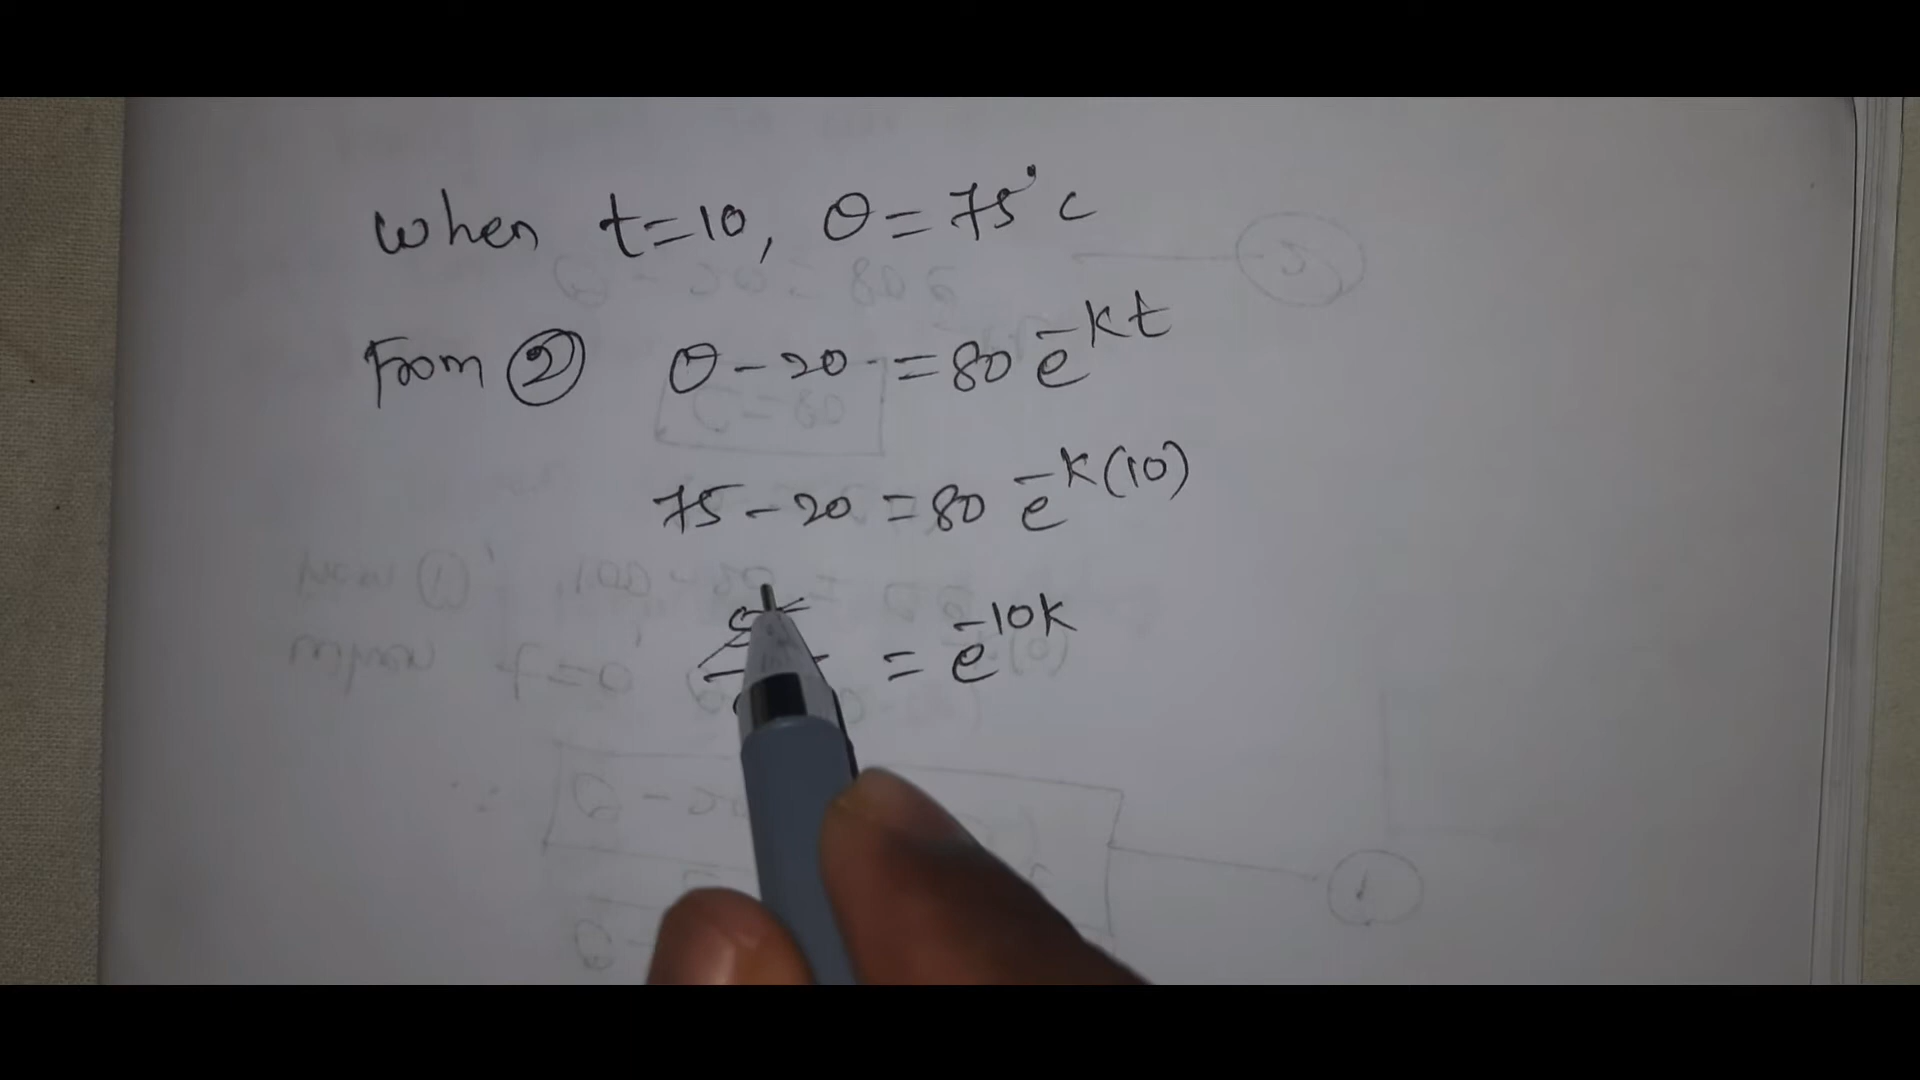 When t=10, θ=75°c
From ② θ-20=80 e^-kt
75-20=80 e^-k(10)
= e^-10k